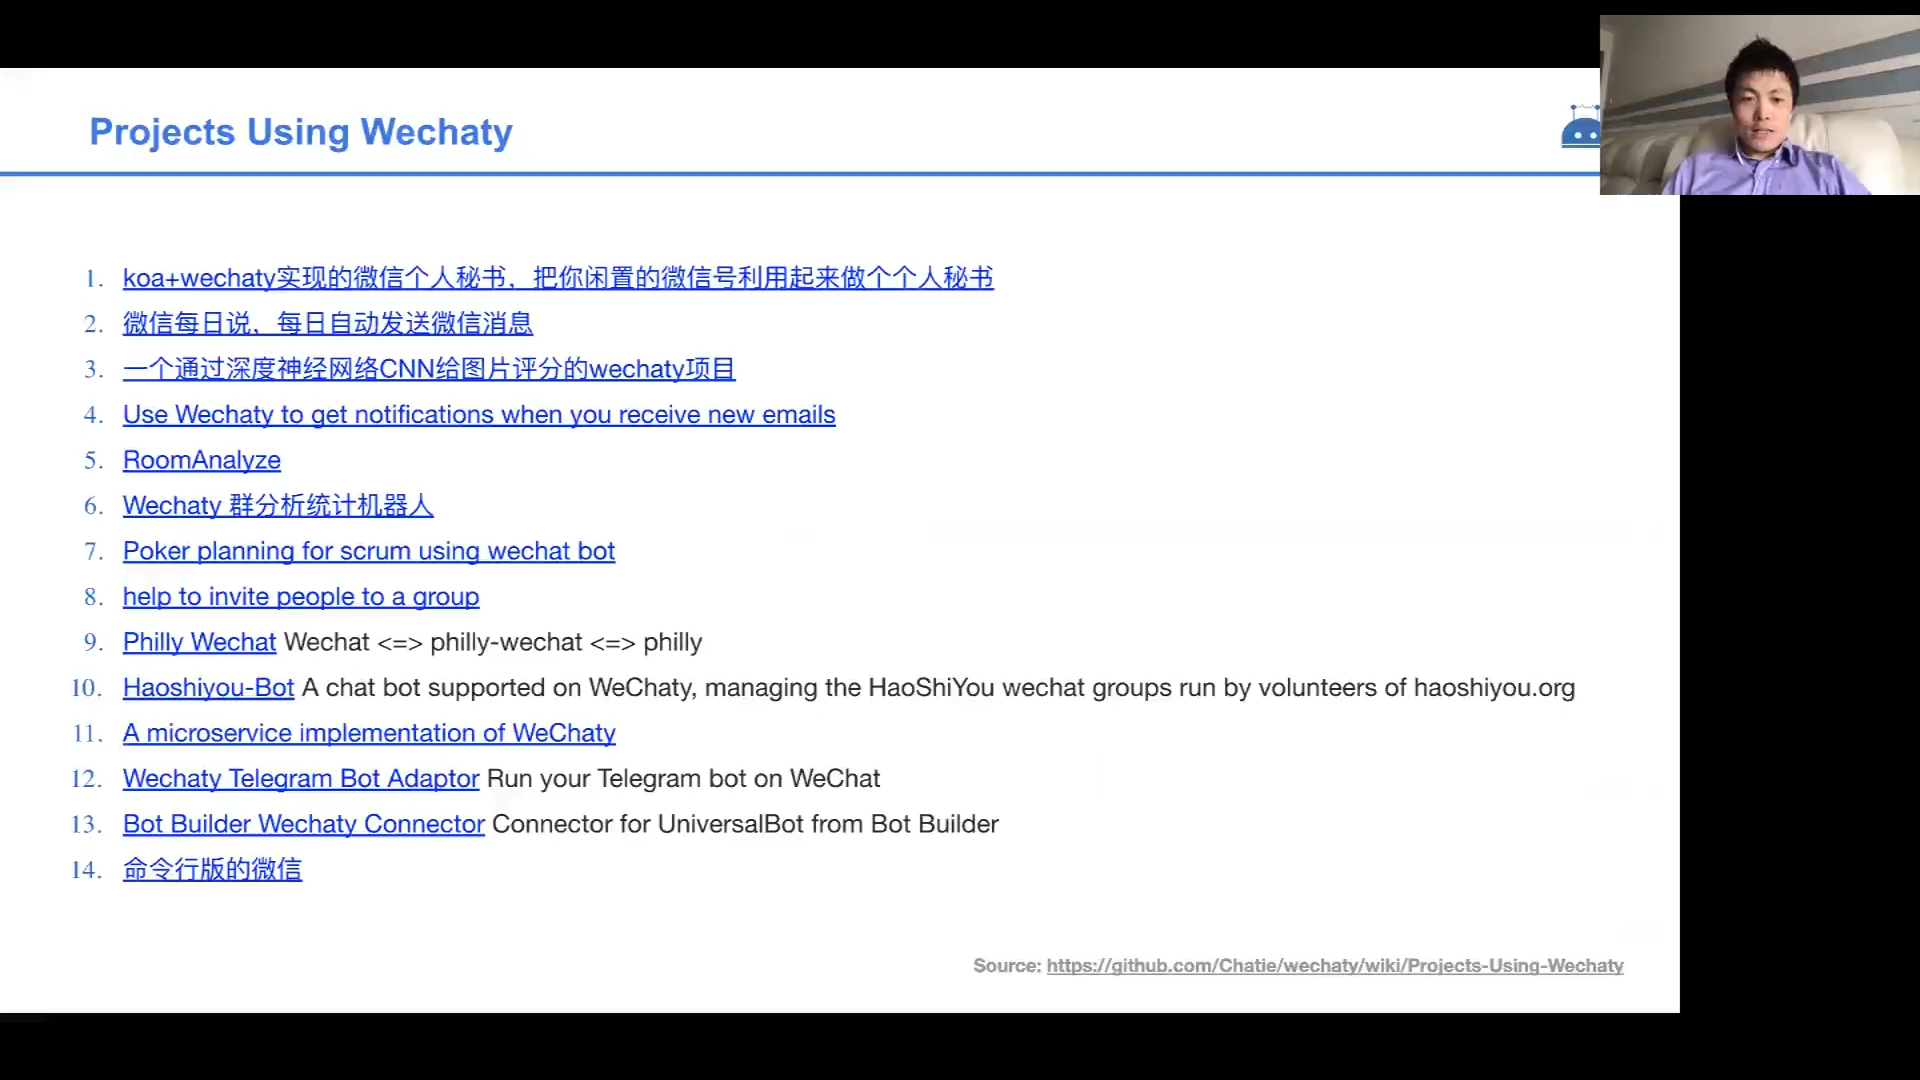 Projects Using Wechaty
1. koa+wechaty实现的微信个人秘书，把你闲置的微信号利用起来做个个人秘书
2. 微信每日说，每日自动发送微信消息
3. 一个通过深度神经网络CNN给图片评分的wechaty项目
4. Use Wechaty to get notifications when you receive new emails
5. RoomAnalyze
6. Wechaty 群分析统计机器人
7. Poker planning for scrum using wechat bot
8. help to invite people to a group
9. Philly Wechat Wechat <=> philly-wechat <=> philly
10. Haoshiyou-Bot A chat bot supported on WeChaty, managing the HaoShiYou wechat groups run by volunteers of haoshiyou.org
11. A microservice implementation of WeChaty
12. Wechaty Telegram Bot Adaptor Run your Telegram bot on WeChat
13. Bot Builder Wechaty Connector Connector for UniversalBot from Bot Builder
14. 命令行版的微信
Source: https://github.com/Chatie/wechaty/wiki/Projects-Using-Wechaty